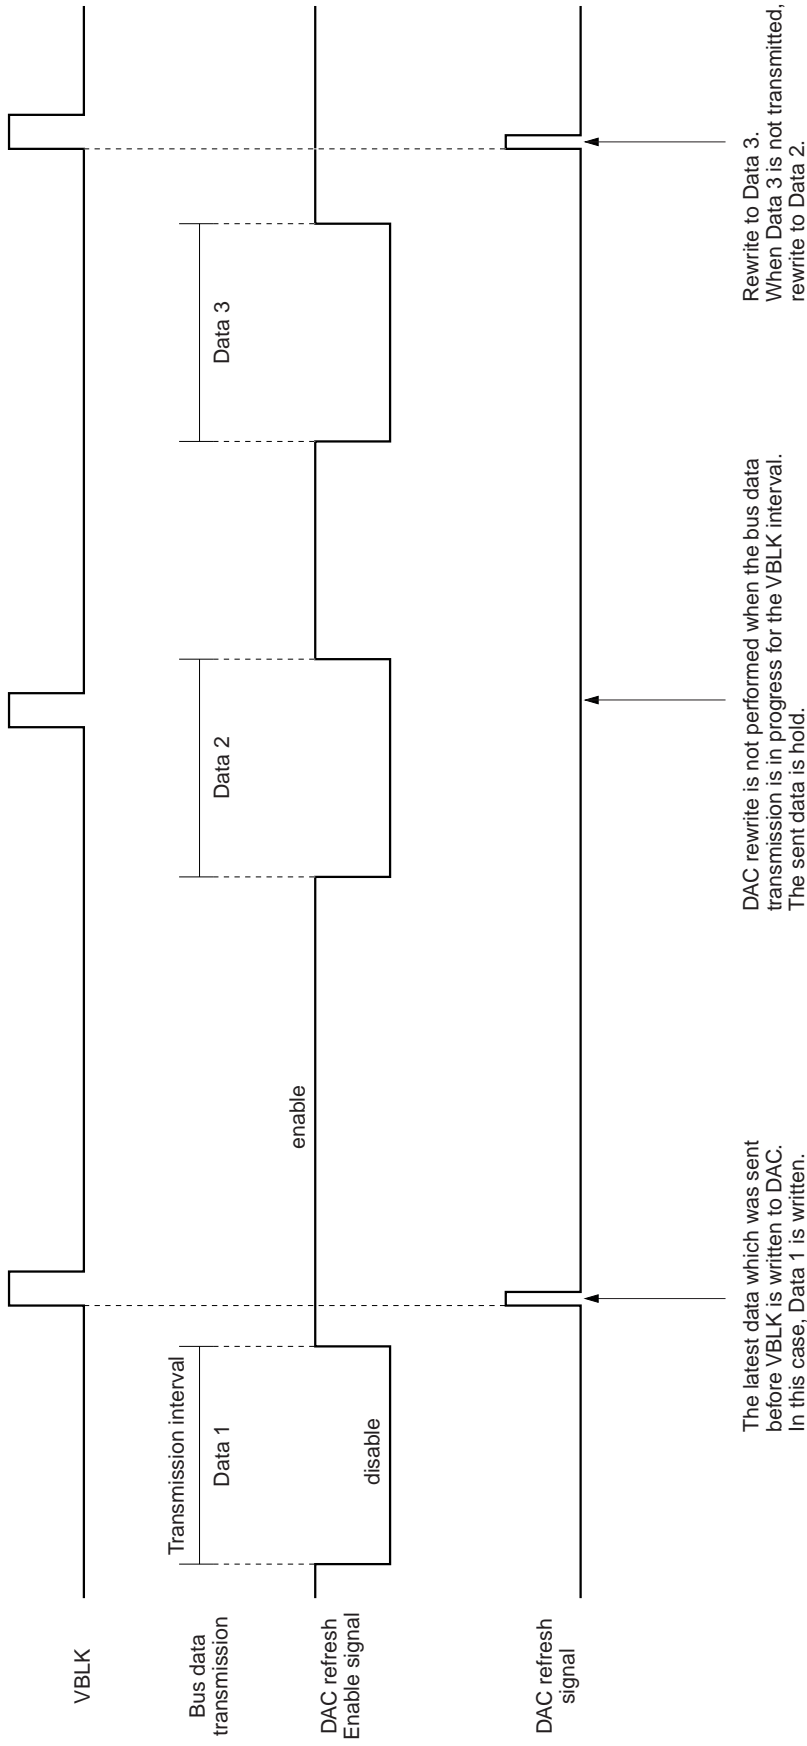 VBLK
Bus data
transmission
Transmission interval
Data 1
Data 2
Data 3
DAC refresh
Enable signal
disable
enable
DAC refresh
signal
The latest data which was sent
before VBLK is written to DAC.
In this case, Data 1 is written.
DAC rewrite is not performed when the bus data
transmission is in progress for the VBLK interval.
The sent data is hold.
Rewrite to Data 3.
When Data 3 is not transmitted,
rewrite to Data 2.